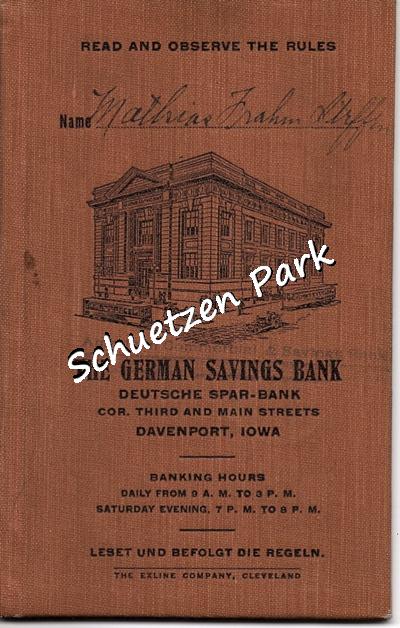 READ AND OBSERVE THE RULES
Name Mathias Frahm Steffen
Schuetzen Park
THE GERMAN SAVINGS BANK
DEUTSCHE SPAR-BANK
COR. THIRD AND MAIN STREETS
DAVENPORT, IOWA
BANKING HOURS
DAILY FROM 9 A. M. TO 3 P. M.
SATURDAY EVENING, 7 P. M. TO 8 P. M.
LESET UND BEFOLGT DIE REGELN.
THE EXLINE COMPANY, CLEVELAND